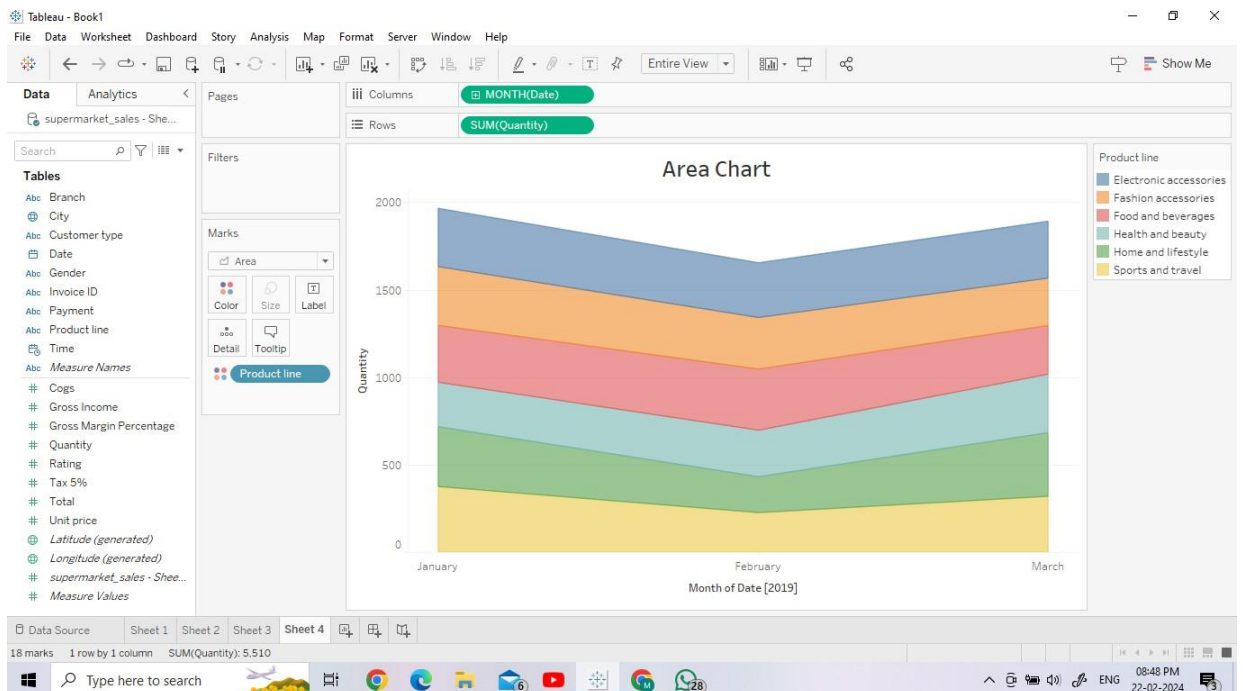 Tableau - Book1
File Data Worksheet Dashboard Story Analysis Map Format Server Window Help
Entire View
Show Me
Data Analytics
supermarket_sales - She...
Search
Tables
Abc Branch
City
Abc Customer type
Date
Abc Gender
Abc Invoice ID
Abc Payment
Abc Product line
Time
Abc Measure Names
# Cogs
# Gross Income
# Gross Margin Percentage
# Quantity
# Rating
# Tax 5%
# Total
# Unit price
Latitude (generated)
Longitude (generated)
# supermarket_sales - Shee...
# Measure Values
Pages
Filters
Marks
Area
Color Size Label
Detail Tooltip
Product line
Columns MONTH(Date)
Rows SUM(Quantity)
Area Chart
2000
1500
1000
500
0
Quantity
January February March
Month of Date [2019]
Product line
Electronic accessories
Fashion accessories
Food and beverages
Health and beauty
Home and lifestyle
Sports and travel
Data Source Sheet 1 Sheet 2 Sheet 3 Sheet 4
18 marks 1 row by 1 column SUM(Quantity): 5,510
Type here to search
6
M
28
ENG
08:48 PM
22-02-2024
3